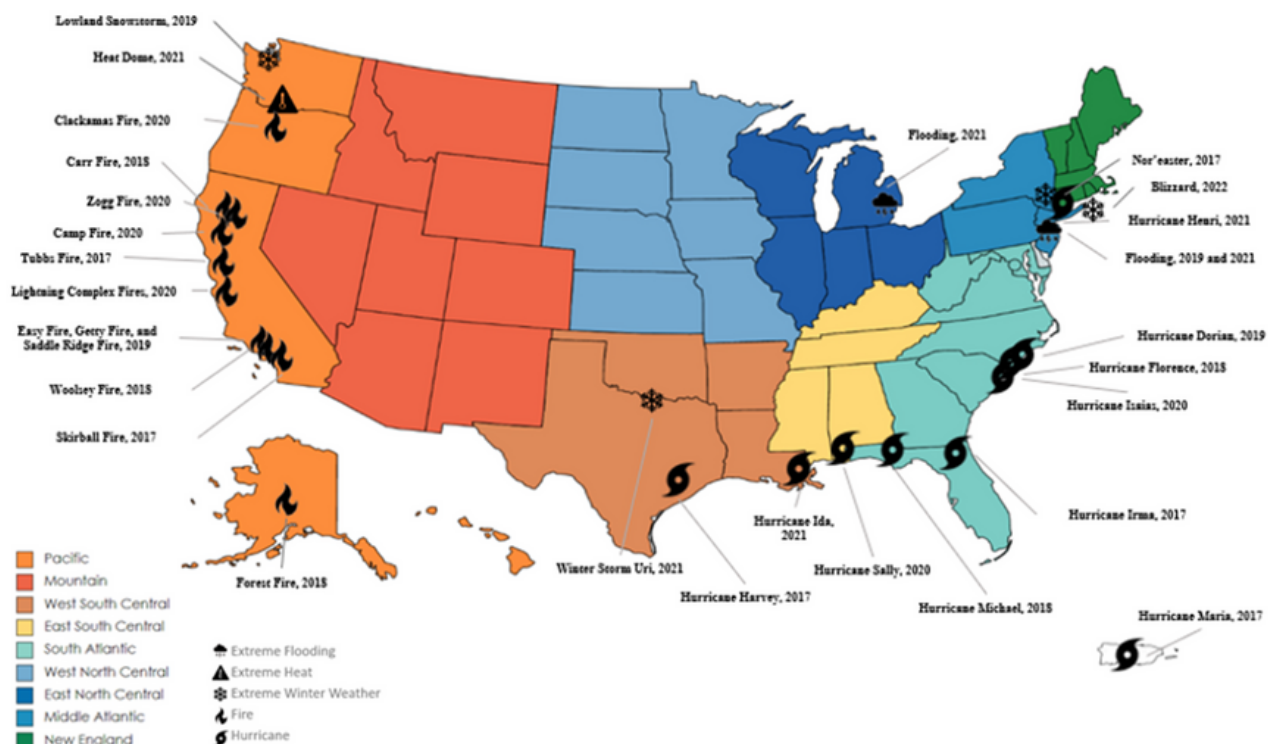 Lowland Snowstorm, 2019
Heat Dome, 2021
Clackamas Fire, 2020
Carr Fire, 2018
Zogg Fire, 2020
Camp Fire, 2020
Tubbs Fire, 2017
Lightning Complex Fires, 2020
Easy Fire, Getty Fire, and
Saddle Ridge Fire, 2019
Woolsey Fire, 2018
Skirball Fire, 2017
Forest Fire, 2018
Flooding, 2021
Nor'easter, 2017
Blizzard, 2022
Hurricane Henri, 2021
Flooding, 2019 and 2021
Hurricane Dorian, 2019
Hurricane Florence, 2018
Hurricane Isaias, 2020
Hurricane Irma, 2017
Hurricane Ida,
2021
Hurricane Sally, 2020
Winter Storm Uri, 2021
Hurricane Harvey, 2017
Hurricane Michael, 2018
Hurricane Maria, 2017
Pacific
Mountain
West South Central
East South Central
South Atlantic
West North Central
East North Central
Middle Atlantic
New England
Extreme Flooding
Extreme Heat
Extreme Winter Weather
Fire
Hurricane